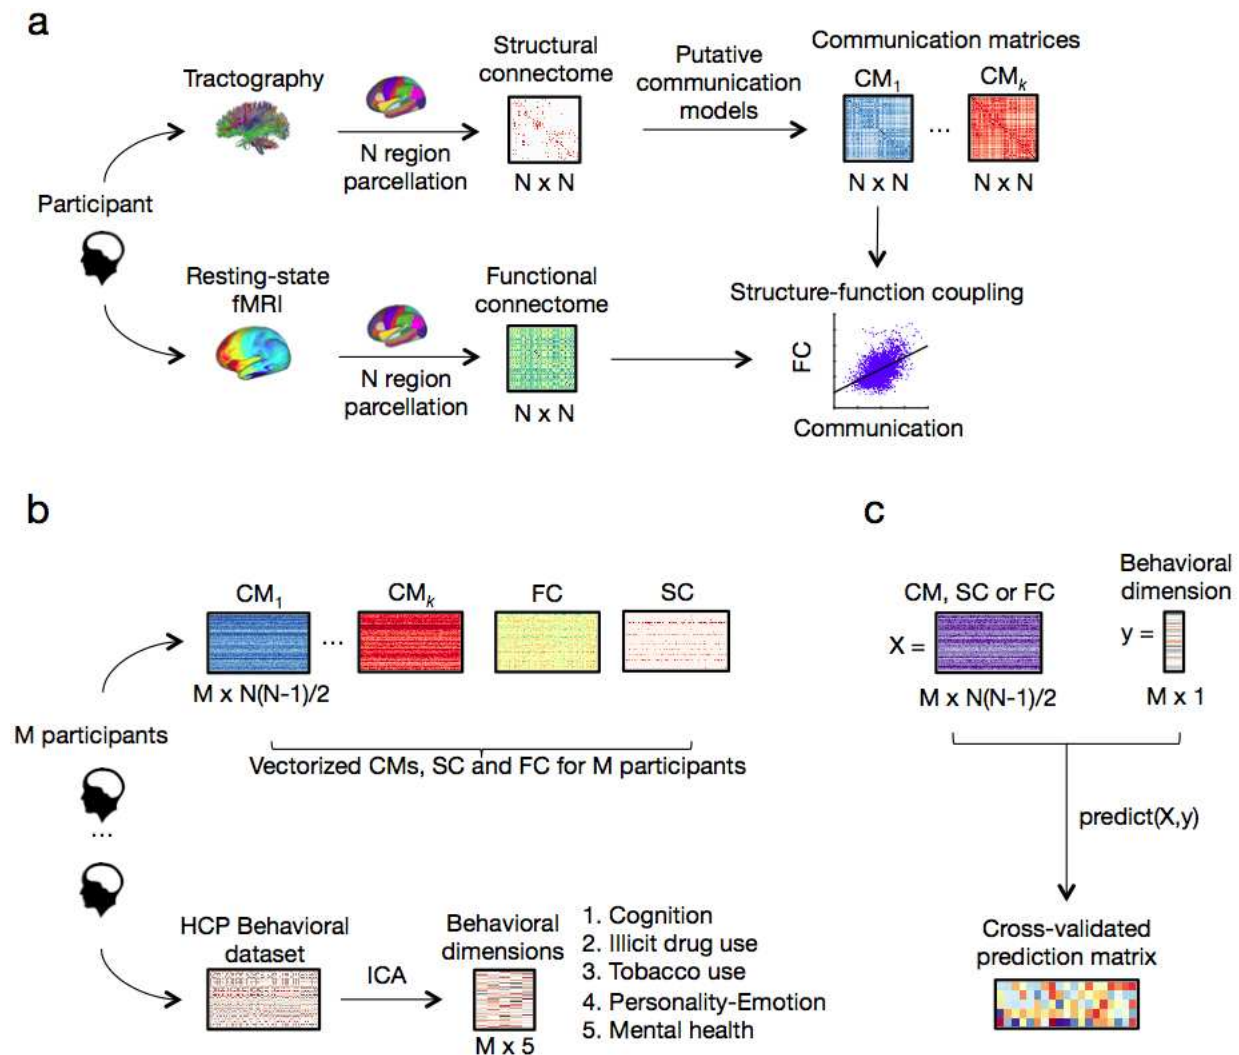 a
Tractography
N region
parcellation
Structural
connectome
N x N
Putative
communication
models
Communication matrices
CM1
...
CMk
N x N
N x N
Participant
Resting-state
fMRI
N region
parcellation
Functional
connectome
N x N
Structure-function coupling
FC
Communication
b
CM1
...
CMk
FC
SC
M x N(N-1)/2
M participants
Vectorized CMs, SC and FC for M participants
...
HCP Behavioral
dataset
ICA
Behavioral
dimensions
M x 5
1. Cognition
2. Illicit drug use
3. Tobacco use
4. Personality-Emotion
5. Mental health
c
CM, SC or FC
X =
M x N(N-1)/2
Behavioral
dimension
y =
M x 1
predict(X,y)
Cross-validated
prediction matrix